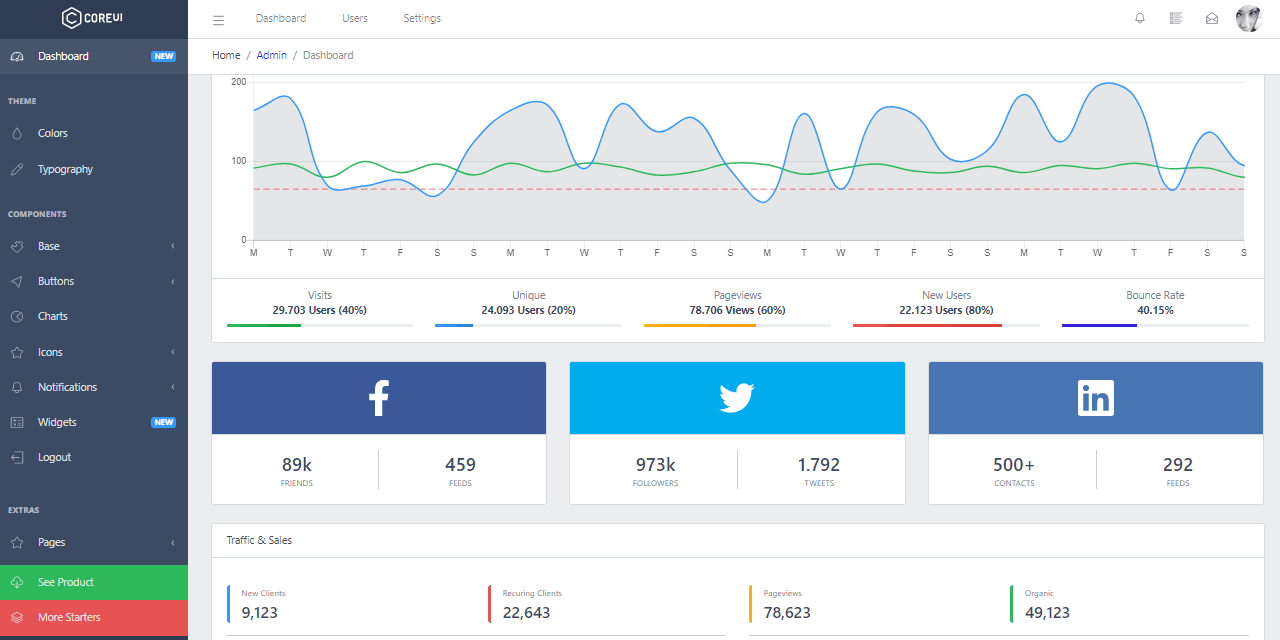 COREUI
Dashboard Users Settings
Dashboard NEW
Home / Admin / Dashboard
THEME
Colors
Typography
COMPONENTS
Base
Buttons
Charts
Icons
Notifications
Widgets NEW
Logout
EXTRAS
Pages
See Product
More Starters
200
100
0
M T W T F S S M T W T F S S M T W T F S S M T W T F S S
Visits Unique Pageviews New Users Bounce Rate
29.703 Users (40%) 24.093 Users (20%) 78.706 Views (60%) 22.123 Users (80%) 40.15%
f in
89k 459 973k 1.792 500+ 292
FRIENDS FEEDS FOLLOWERS TWEETS CONTACTS FEEDS
Traffic & Sales
New Clients Recuring Clients Pageviews Organic
9,123 22,643 78,623 49,123